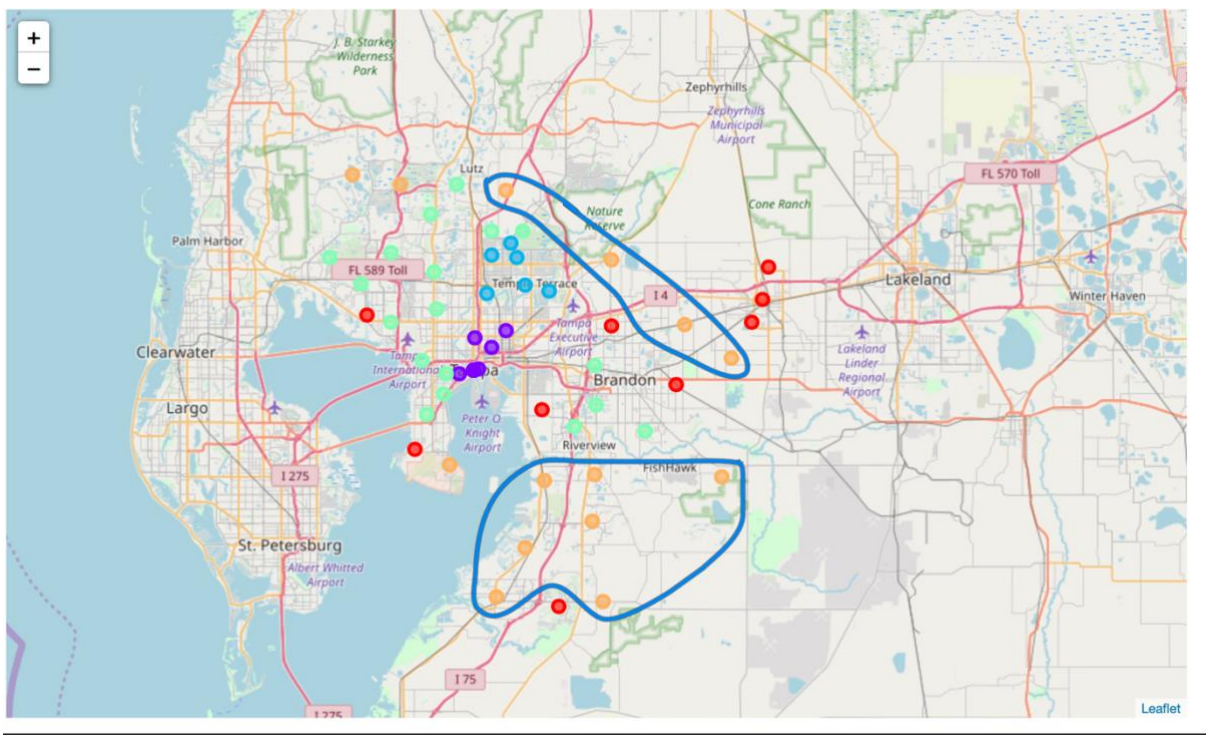 +
J. B. Starkey
Wilderness
Park
−
Zephyrhills
Zephyrhills
Municipal
Airport
Lutz
FL 570 Toll
Cone Ranch
Nature
Reserve
Palm Harbor
FL 589 Toll
Lakeland
Temple Terrace
I 4
Winter Haven
Tampa
Executive
Airport
Clearwater
Tampa
International
Airport
Lakeland
Linder
Regional
Airport
Brandon
Largo
Peter O
Knight
Airport
Riverview
FishHawk
I 275
St. Petersburg
Albert Whitted
Airport
I 75
I 275
Leaflet